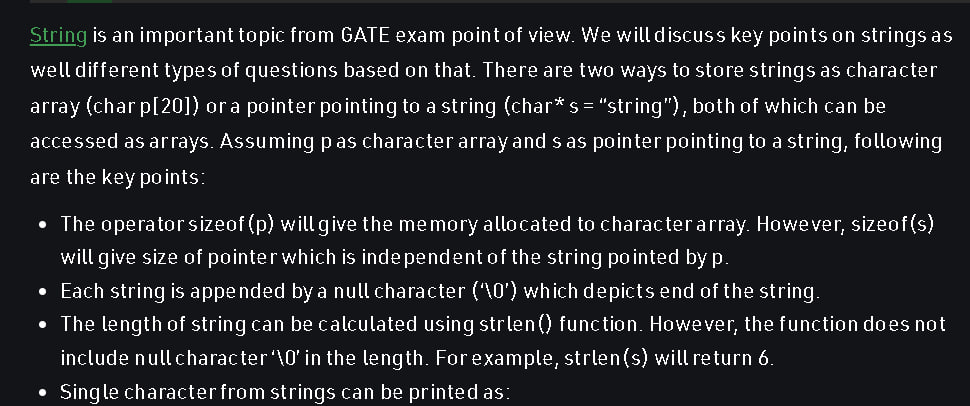 String is an important topic from GATE exam point of view. We will discuss key points on strings as
well different types of questions based on that. There are two ways to store strings as character
array (char p[20]) or a pointer pointing to a string (char* s = “string”), both of which can be
accessed as arrays. Assuming p as character array and s as pointer pointing to a string, following
are the key points:
• The operator sizeof(p) will give the memory allocated to character array. However, sizeof(s)
will give size of pointer which is independent of the string pointed by p.
• Each string is appended by a null character (‘\0’) which depicts end of the string.
• The length of string can be calculated using strlen() function. However, the function does not
include null character ‘\0’ in the length. For example, strlen(s) will return 6.
• Single character from strings can be printed as: